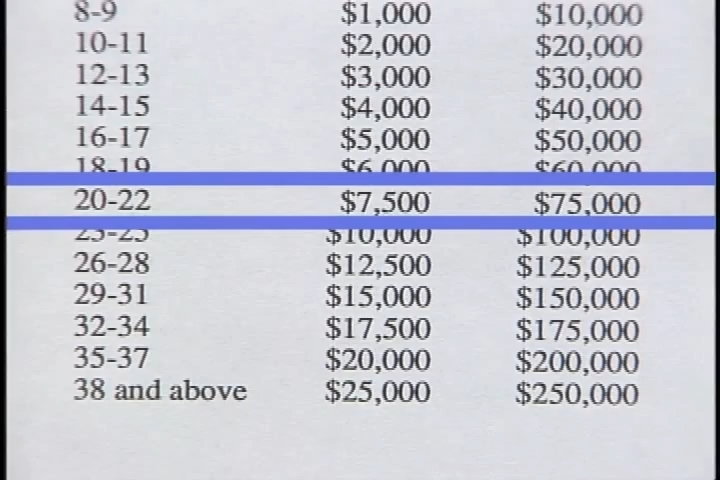 8-9 $1,000 $10,000
10-11 $2,000 $20,000
12-13 $3,000 $30,000
14-15 $4,000 $40,000
16-17 $5,000 $50,000
18-19 $6,000 $60,000
20-22 $7,500 $75,000
23-25 $10,000 $100,000
26-28 $12,500 $125,000
29-31 $15,000 $150,000
32-34 $17,500 $175,000
35-37 $20,000 $200,000
38 and above $25,000 $250,000